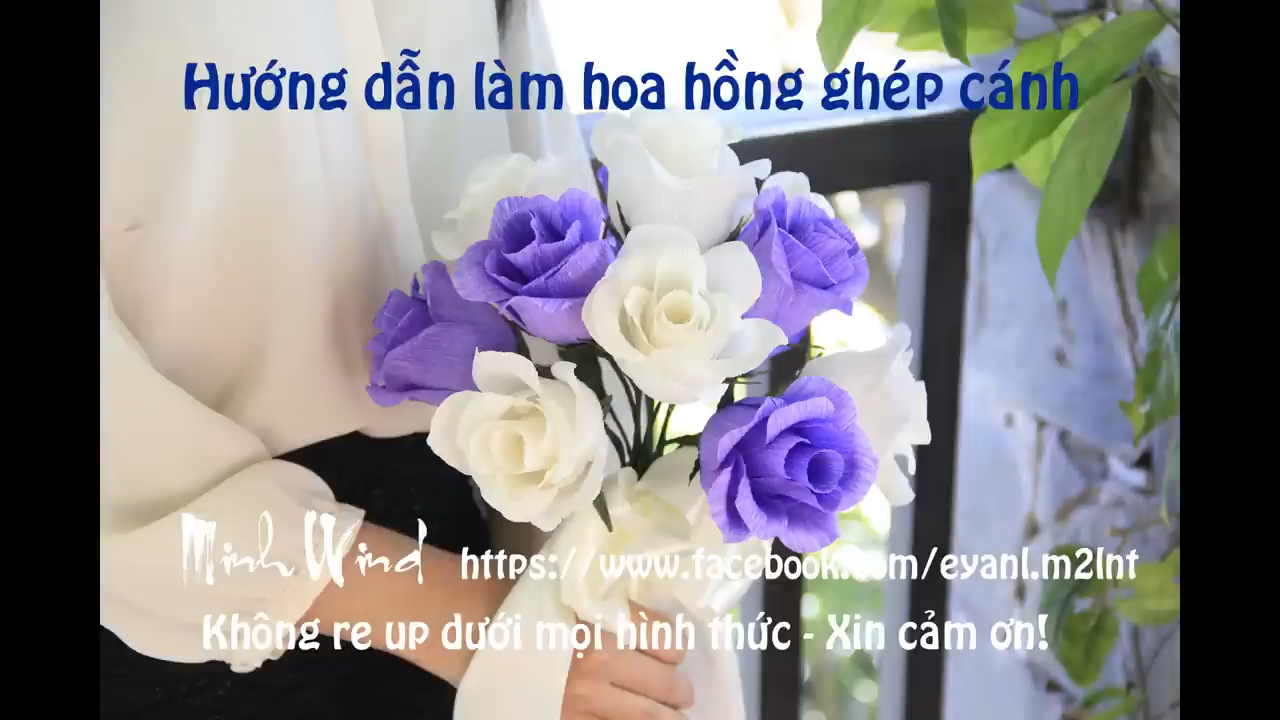 Hướng dẫn làm hoa hồng ghép cánh
Minh Wind https://www.facebook.com/eyanl.m2lnt
Không re up dưới mọi hình thức - Xin cảm ơn!